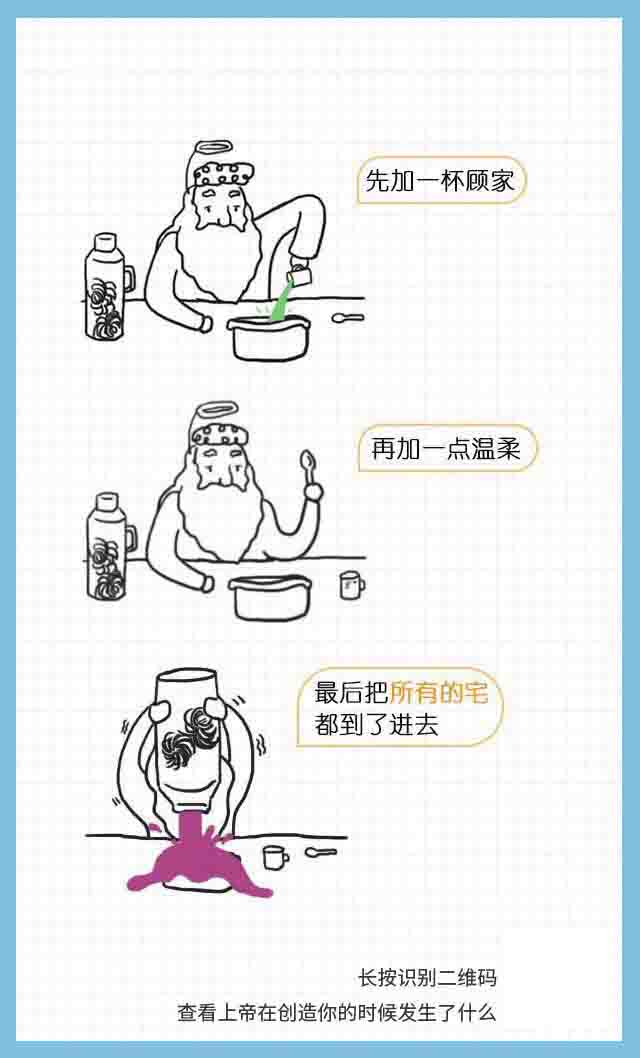 先加一杯顾家
再加一点温柔
最后把所有的宅
都到了进去
长按识别二维码
查看上帝在创造你的时候发生了什么